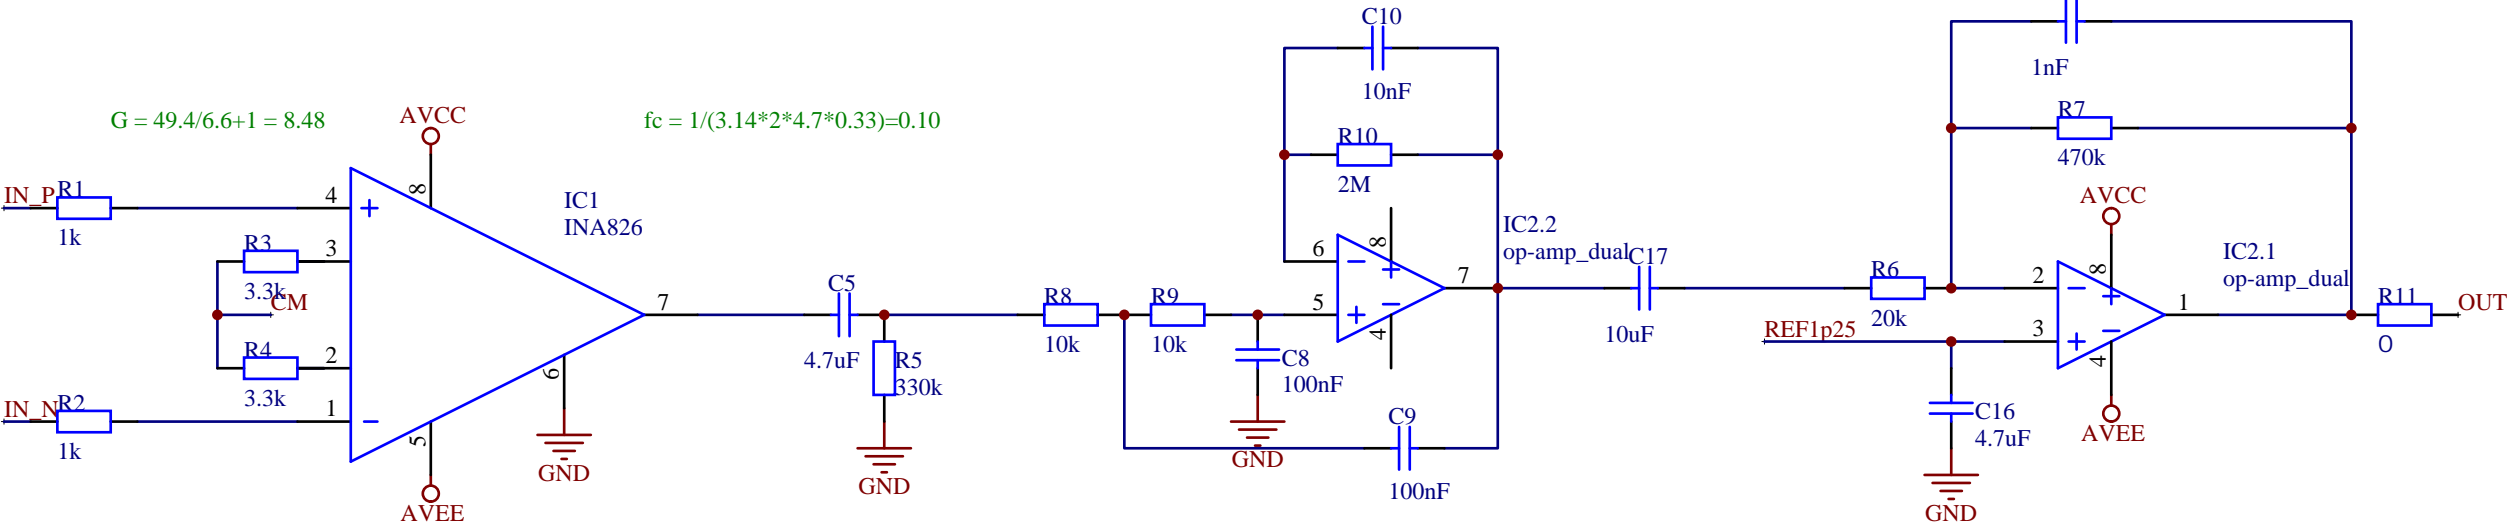 G = 49.4/6.6+1 = 8.48
AVCC
fc = 1/(3.14*2*4.7*0.33)=0.10
IN_P
R1
1k
4
8
IC1
INA826
R3
3.3k
3
CM
R4
3.3k
2
IN_N
R2
1k
1
5
AVEE
6
GND
7
C5
4.7uF
R5
330k
GND
R8
10k
R9
10k
C10
10nF
R10
2M
6
5
8
4
7
IC2.2
op-amp_dual
C8
100nF
GND
C9
100nF
C17
10uF
1nF
R7
470k
R6
20k
REF1p25
2
3
AVCC
8
4
AVEE
1
IC2.1
op-amp_dual
C16
4.7uF
GND
R11
0
OUT